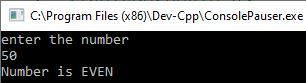 C:\Program Files (x86)\Dev-Cpp\ConsolePauser.exe
enter the number
50
Number is EVEN